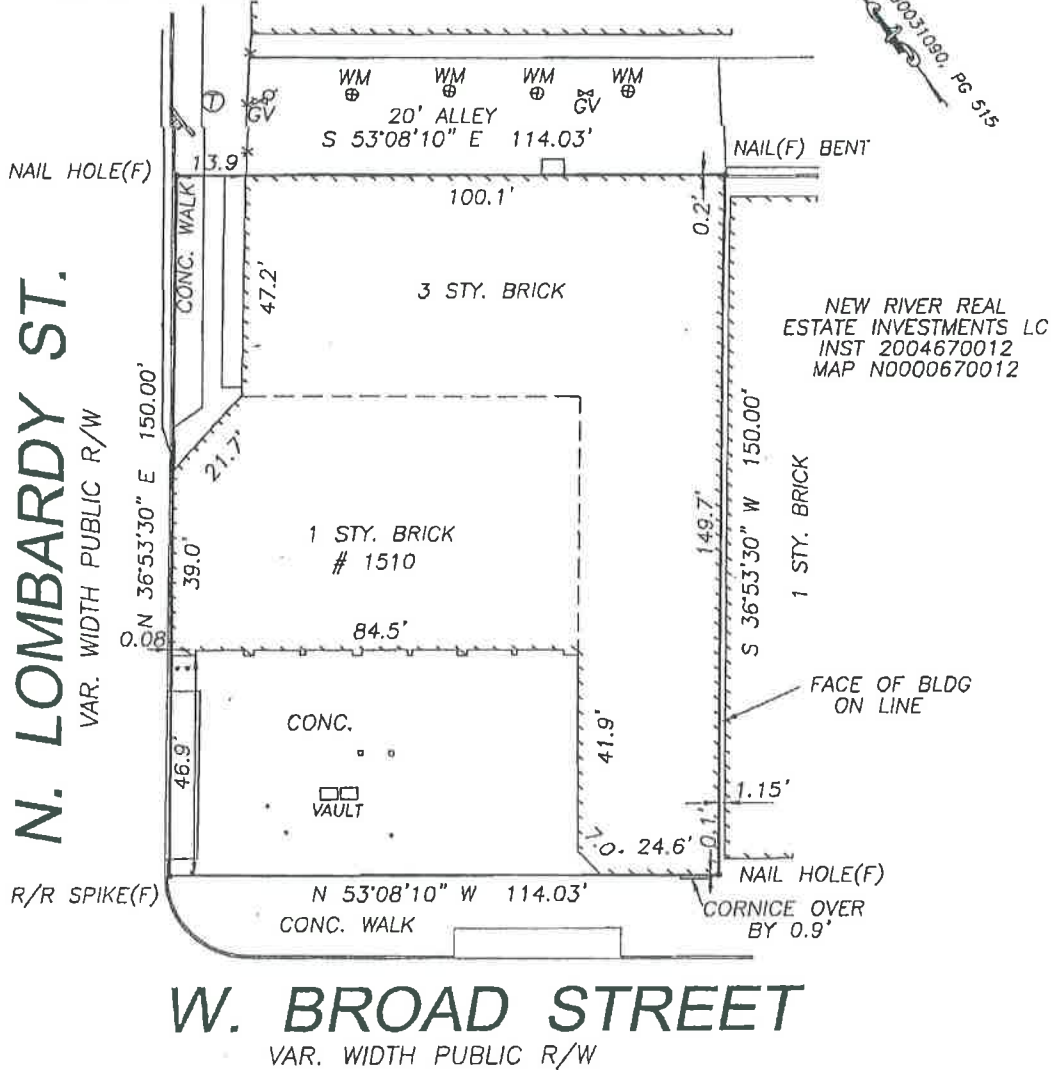 00031090, PG 515
WM
WM
WM
WM
GV
GV
T
20' ALLEY
S 53°08'10" E 114.03'
NAIL HOLE(F)
13.9
NAIL(F) BENT
100.1'
0.2'
CONC. WALK
47.2'
3 STY. BRICK
NEW RIVER REAL
ESTATE INVESTMENTS LC
INST 2004670012
MAP N0000670012
N. LOMBARDY ST.
VAR. WIDTH PUBLIC R/W
N 36°53'30" E 150.00'
21.7'
1 STY. BRICK
# 1510
39.0'
149.7'
S 36°53'30" W 150.00'
1 STY. BRICK
0.08
84.5'
FACE OF BLDG
ON LINE
CONC.
41.9'
46.9'
VAULT
1.15'
0.1'
7.0'
24.6'
NAIL HOLE(F)
R/R SPIKE(F)
N 53°08'10" W 114.03'
CORNICE OVER
BY 0.9'
CONC. WALK
W. BROAD STREET
VAR. WIDTH PUBLIC R/W